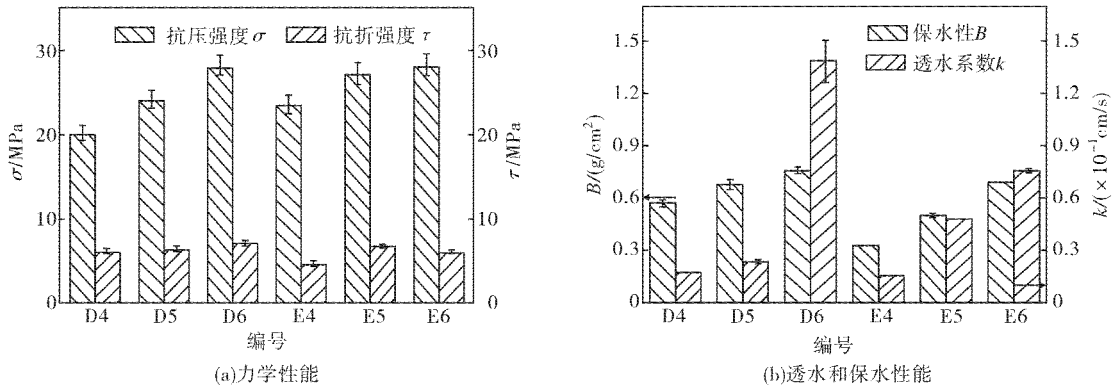 抗压强度σ 抗折强度τ
30 30
20 20
10 10
0 0
σ/MPa
τ/MPa
D4 D5 D6 E4 E5 E6
编号
(a)力学性能
保水性B
透水系数k
1.5 1.5
1.2 1.2
0.9 0.9
0.6 0.6
0.3 0.3
0 0
B/(g/cm²)
k/(×10⁻¹cm/s)
D4 D5 D6 E4 E5 E6
编号
(b)透水和保水性能